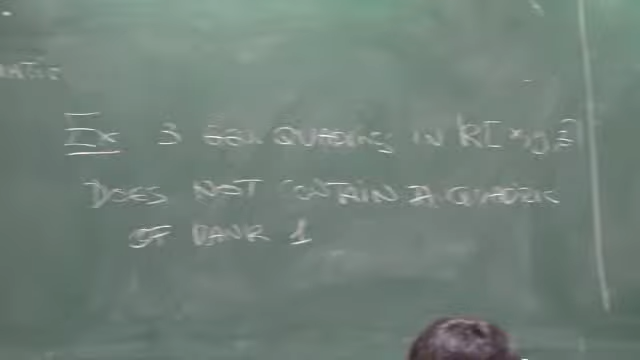 Ex 3 GEN QUADRICS IN K[x,y,z]
DOES NOT CONTAIN A QUADRIC
OF RANK 1